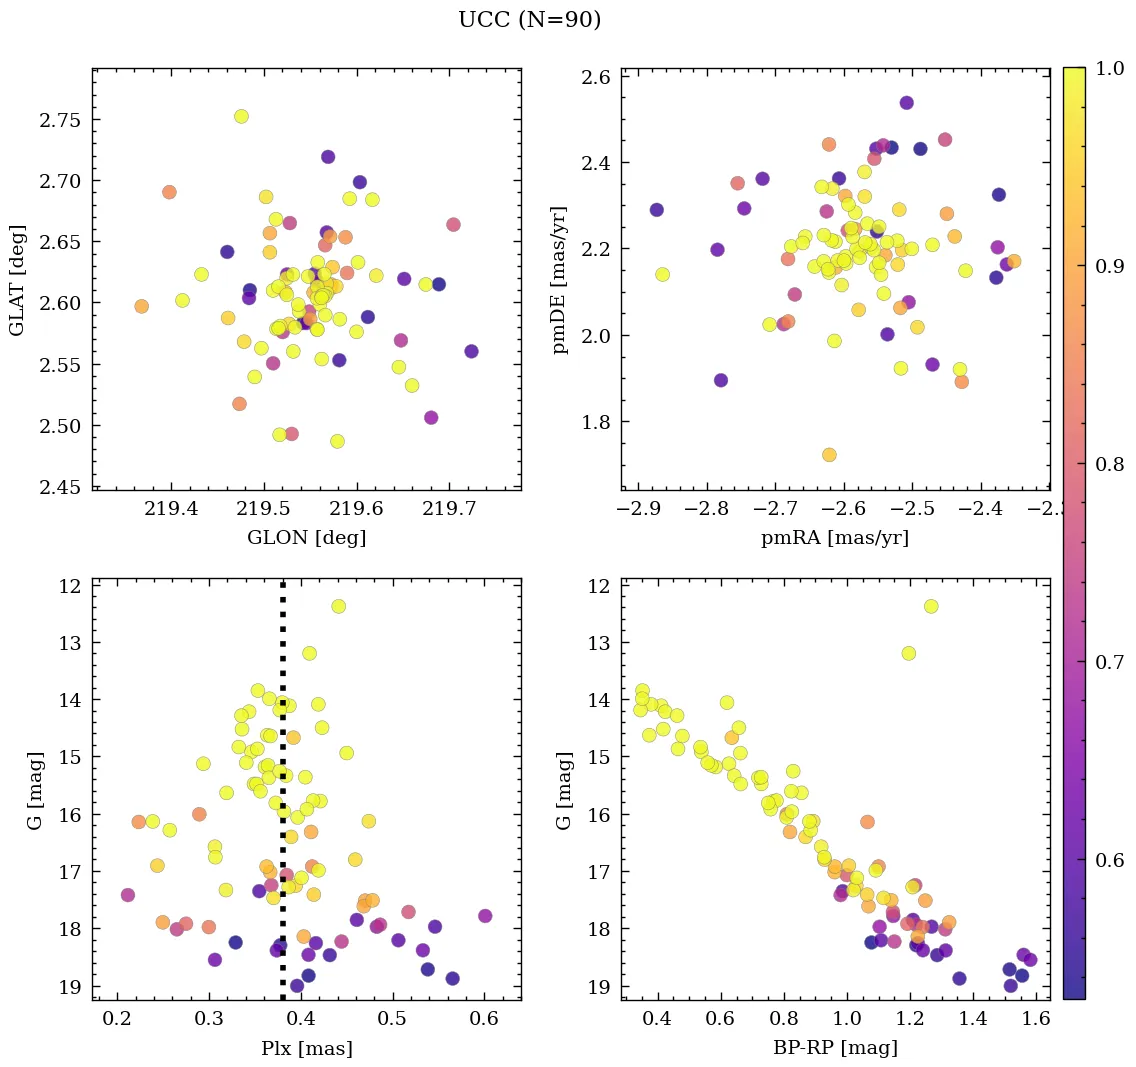 UCC (N=90)
2.75
2.70
2.65
2.60
2.55
2.50
2.45
219.4 219.5 219.6 219.7
GLAT [deg]
GLON [deg]
2.6
2.4
2.2
2.0
1.8
−2.9 −2.8 −2.7 −2.6 −2.5 −2.4
pmDE [mas/yr]
pmRA [mas/yr]
12
13
14
15
16
17
18
19
0.2 0.3 0.4 0.5 0.6
G [mag]
Plx [mas]
12
13
14
15
16
17
18
19
0.4 0.6 0.8 1.0 1.2 1.4 1.6
G [mag]
BP-RP [mag]
1.0
0.9
0.8
0.7
0.6